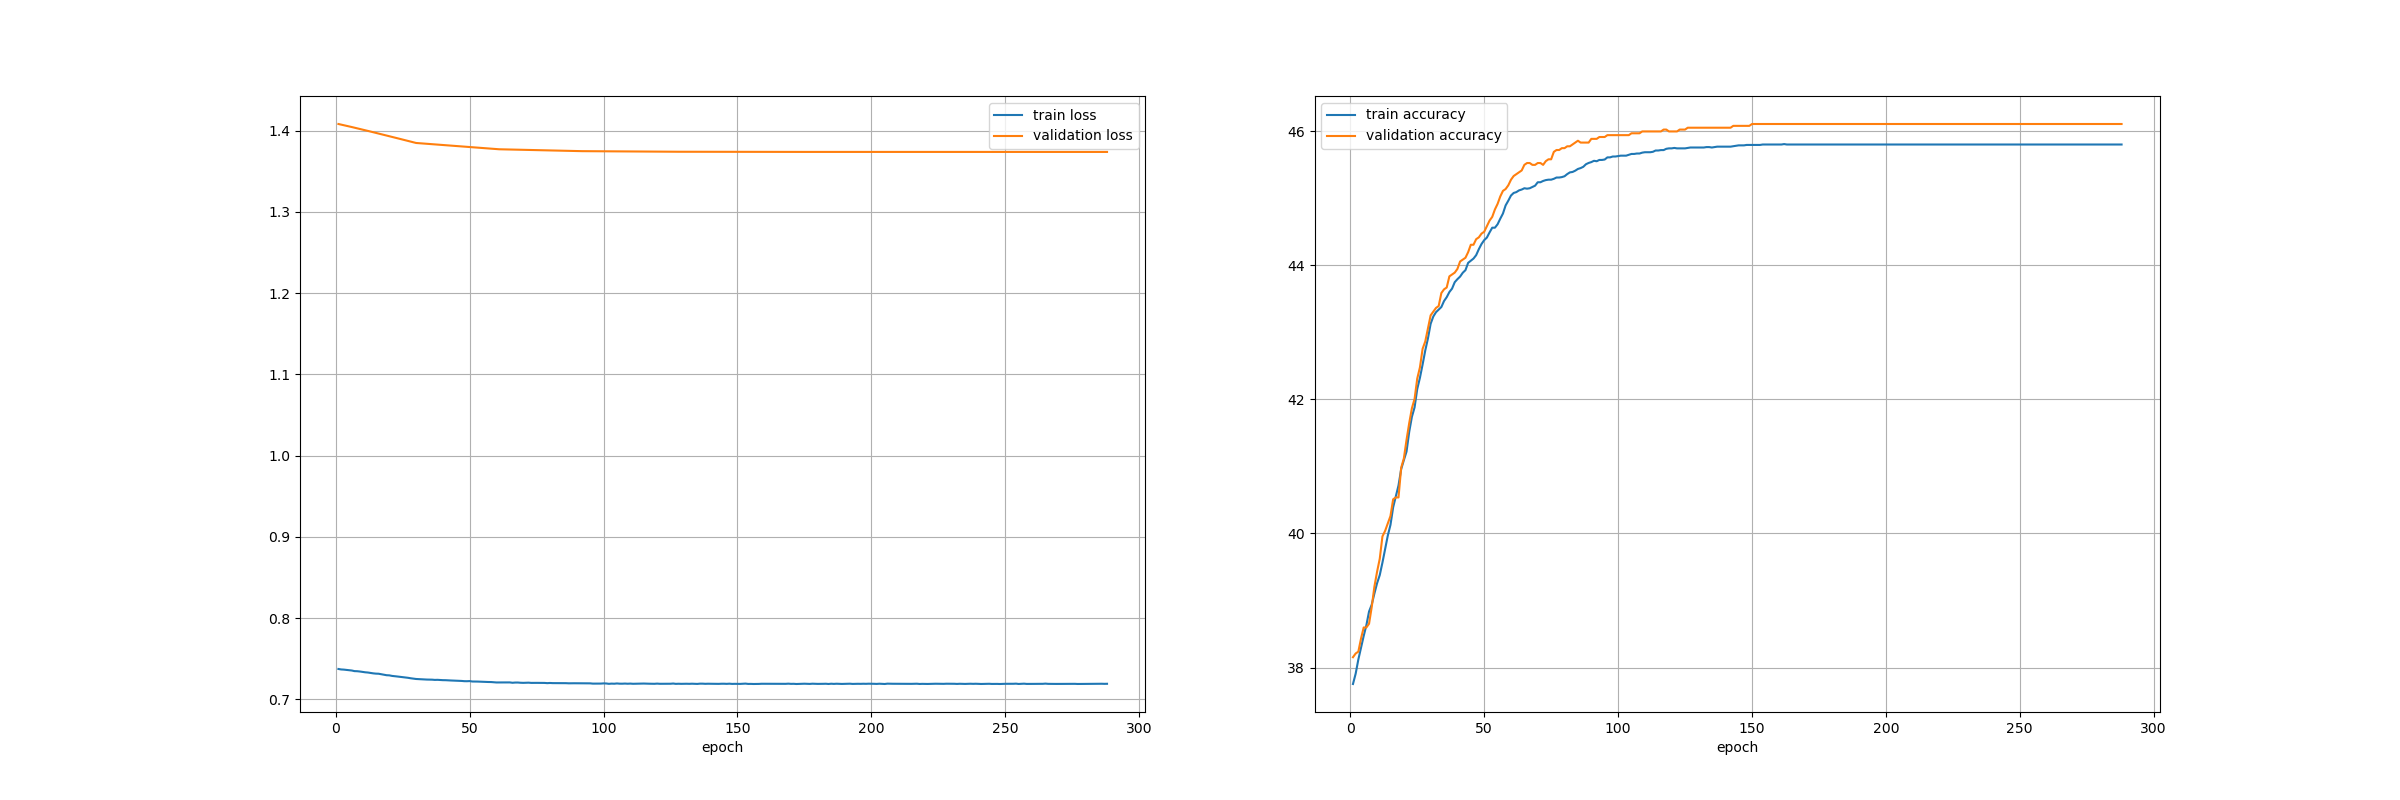 train loss
validation loss
1.4
1.3
1.2
1.1
1.0
0.9
0.8
0.7
0 50 100 150 200 250 300
epoch
train accuracy
validation accuracy
46
44
42
40
38
0 50 100 150 200 250 300
epoch